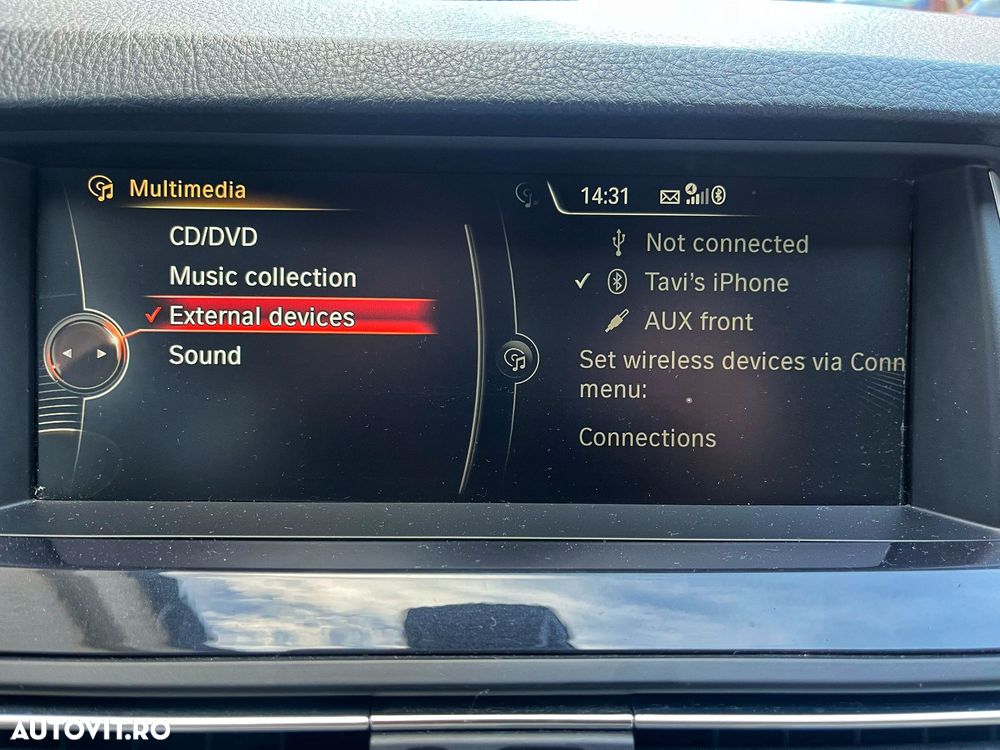 Multimedia
CD/DVD
Music collection
External devices
Sound
14:31
Not connected
Tavi's iPhone
AUX front
Set wireless devices via Conn
menu:
Connections
AUTOVIT.RO